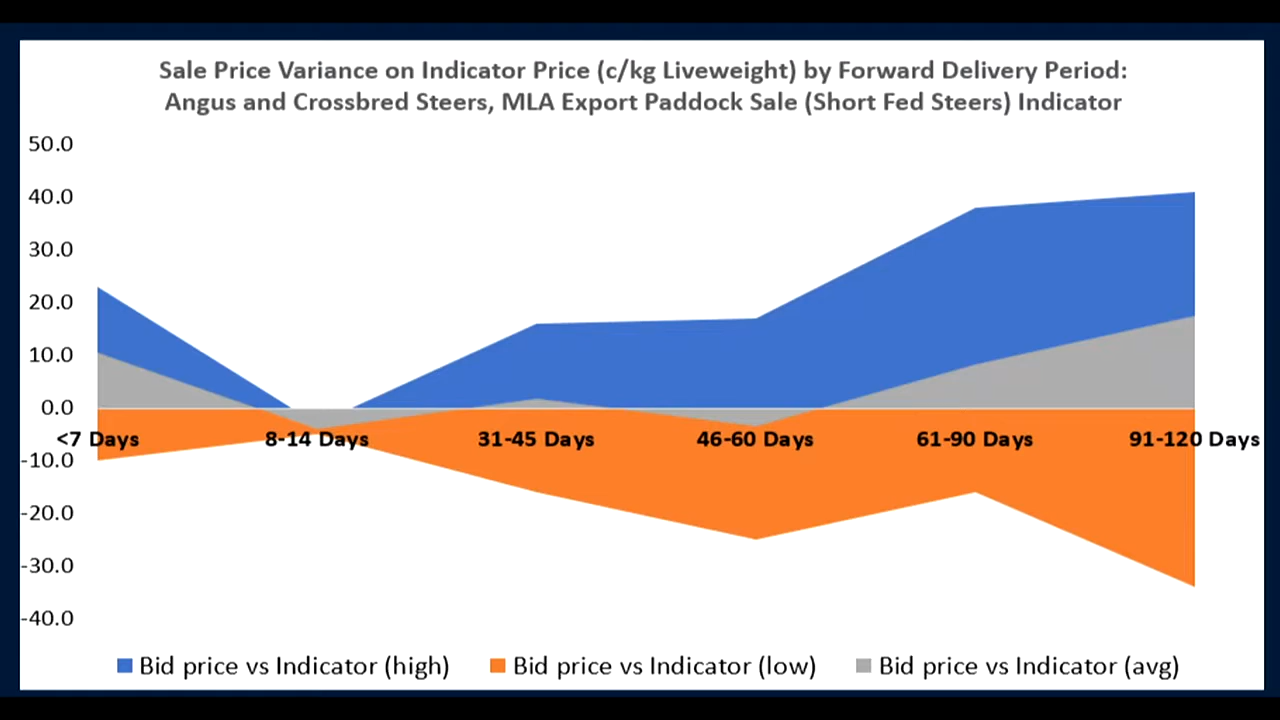 Sale Price Variance on Indicator Price (c/kg Liveweight) by Forward Delivery Period:
Angus and Crossbred Steers, MLA Export Paddock Sale (Short Fed Steers) Indicator
50.0
40.0
30.0
20.0
10.0
0.0
<7 Days
8-14 Days
31-45 Days
46-60 Days
61-90 Days
91-120 Days
-10.0
-20.0
-30.0
-40.0
Bid price vs Indicator (high)
Bid price vs Indicator (low)
Bid price vs Indicator (avg)